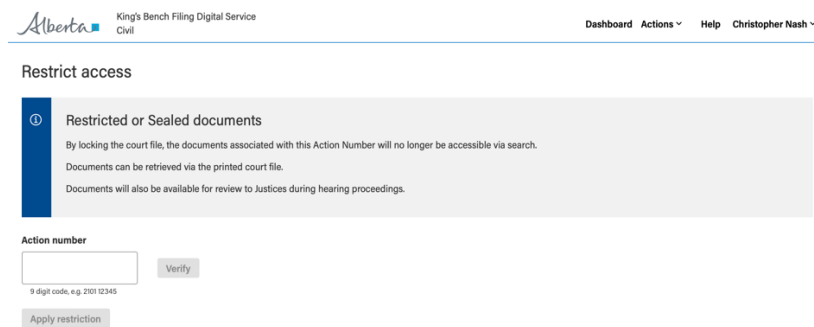 Alberta
King's Bench Filing Digital Service
Civil
Dashboard Actions Help Christopher Nash
Restrict access
Restricted or Sealed documents
By locking the court file, the documents associated with this Action Number will no longer be accessible via search.
Documents can be retrieved via the printed court file.
Documents will also be available for review to Justices during hearing proceedings.
Action number
Verify
9 digit code, e.g. 2101 12345
Apply restriction